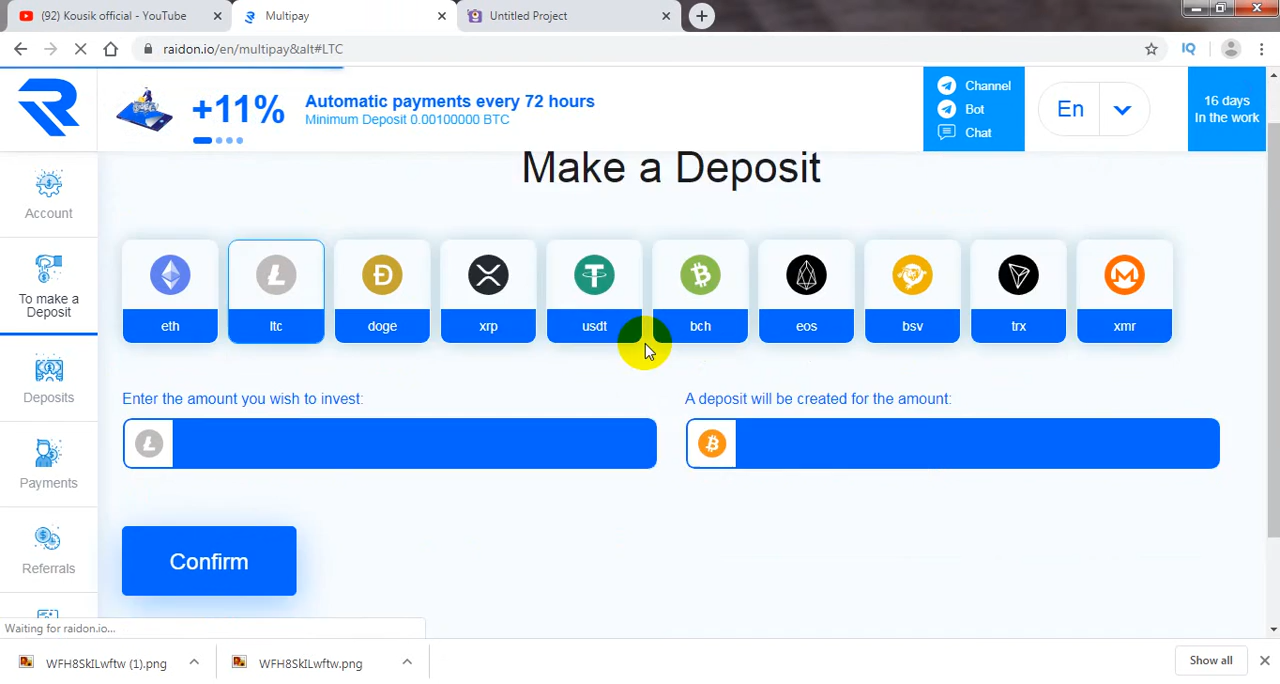 (92) Kousik official - YouTube
Multipay
Untitled Project
raidon.io/en/multipay&alt#LTC
IQ
+11%
Automatic payments every 72 hours
Minimum Deposit 0.00100000 BTC
Channel
Bot
Chat
En
16 days
In the work
Account
To make a
Deposit
Deposits
Payments
Referrals
Make a Deposit
eth
ltc
doge
xrp
usdt
bch
eos
bsv
trx
xmr
Enter the amount you wish to invest:
A deposit will be created for the amount:
Confirm
Waiting for raidon.io...
WFH8SkILwftw (1).png
WFH8SkILwftw.png
Show all